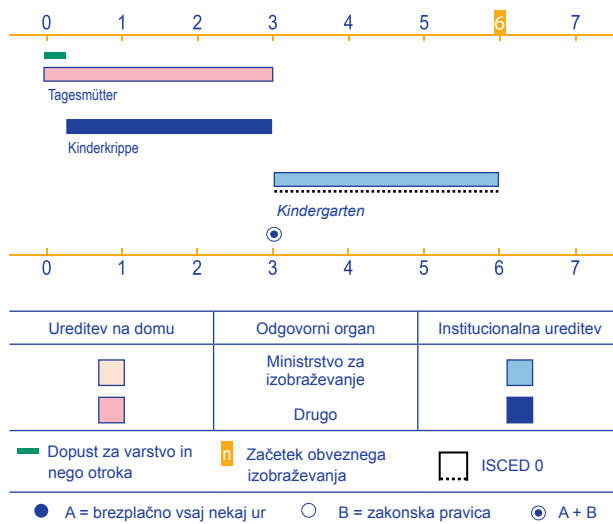 0 1 2 3 4 5 6 7
Tagesmütter
Kinderkrippe
Kindergarten
0 1 2 3 4 5 6 7
Ureditev na domu Odgovorni organ Institucionalna ureditev
Ministrstvo za
izobraževanje
Drugo
Dopust za varstvo in
nego otroka
n Začetek obveznega
izobraževanja
ISCED 0
A = brezplačno vsaj nekaj ur B = zakonska pravica A + B